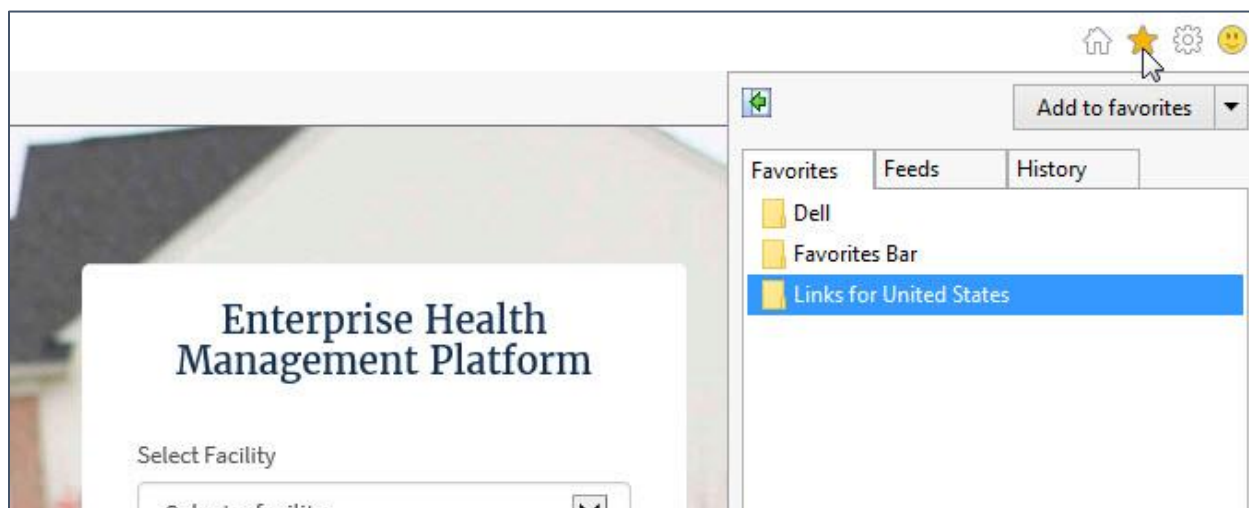 Add to favorites
Favorites Feeds History
Dell
Favorites Bar
Links for United States
Enterprise Health
Management Platform
Select Facility